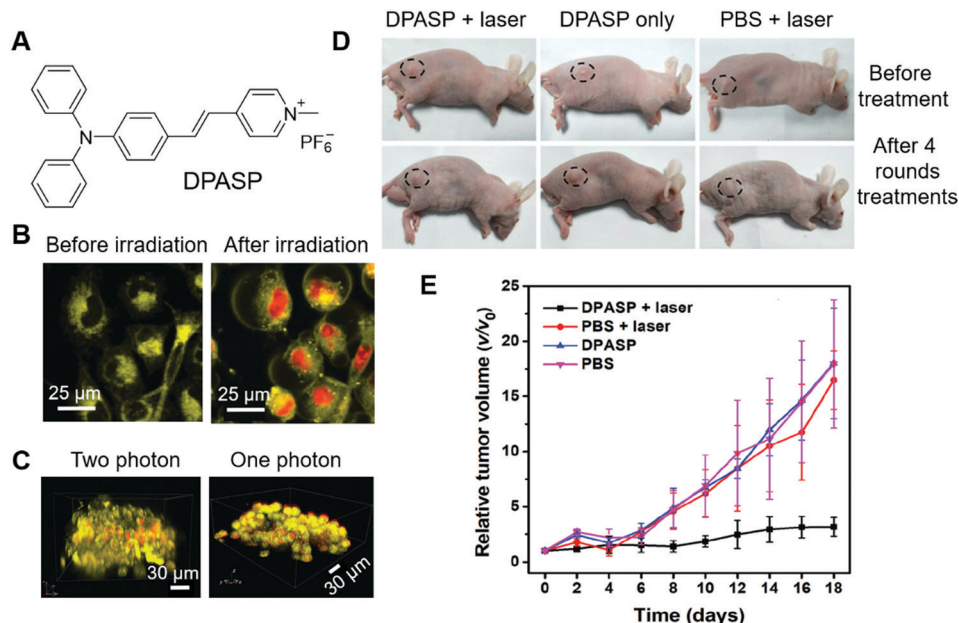 A
N
N
+
PF6−
DPASP
B
Before irradiation
After irradiation
25 µm
25 µm
C
Two photon
One photon
30 µm
30 µm
D
DPASP + laser
DPASP only
PBS + laser
Before
treatment
After 4
rounds
treatments
E
DPASP + laser
PBS + laser
DPASP
PBS
Relative tumor volume (v/v0)
25
20
15
10
5
0
0 2 4 6 8 10 12 14 16 18
Time (days)